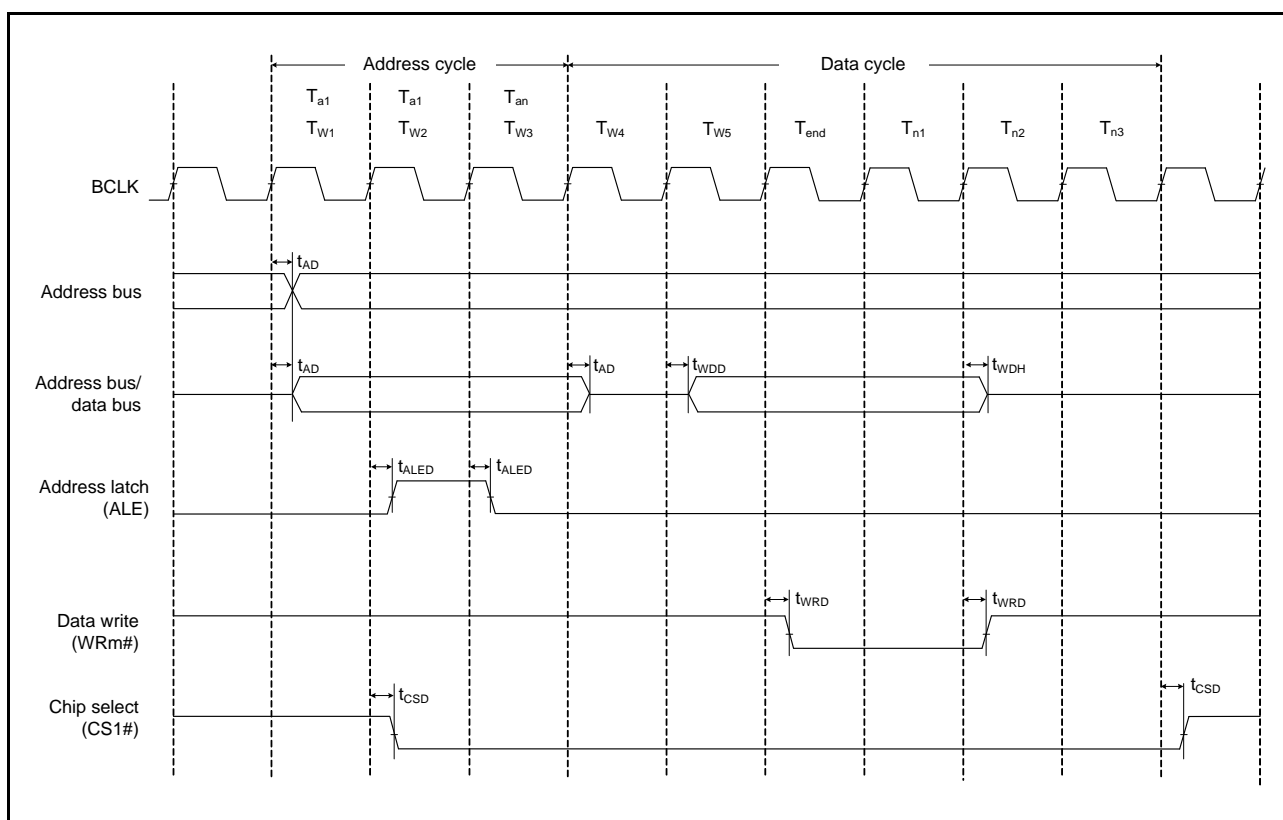 Address cycle Data cycle
Ta1 Ta1 Tan
TW1 TW2 TW3 TW4 TW5 Tend Tn1 Tn2 Tn3
BCLK
tAD
Address bus
tAD tAD tWDD tWDH
Address bus/
data bus
tALED tALED
Address latch
(ALE)
tWRD tWRD
Data write
(WRm#)
tCSD tCSD
Chip select
(CS1#)